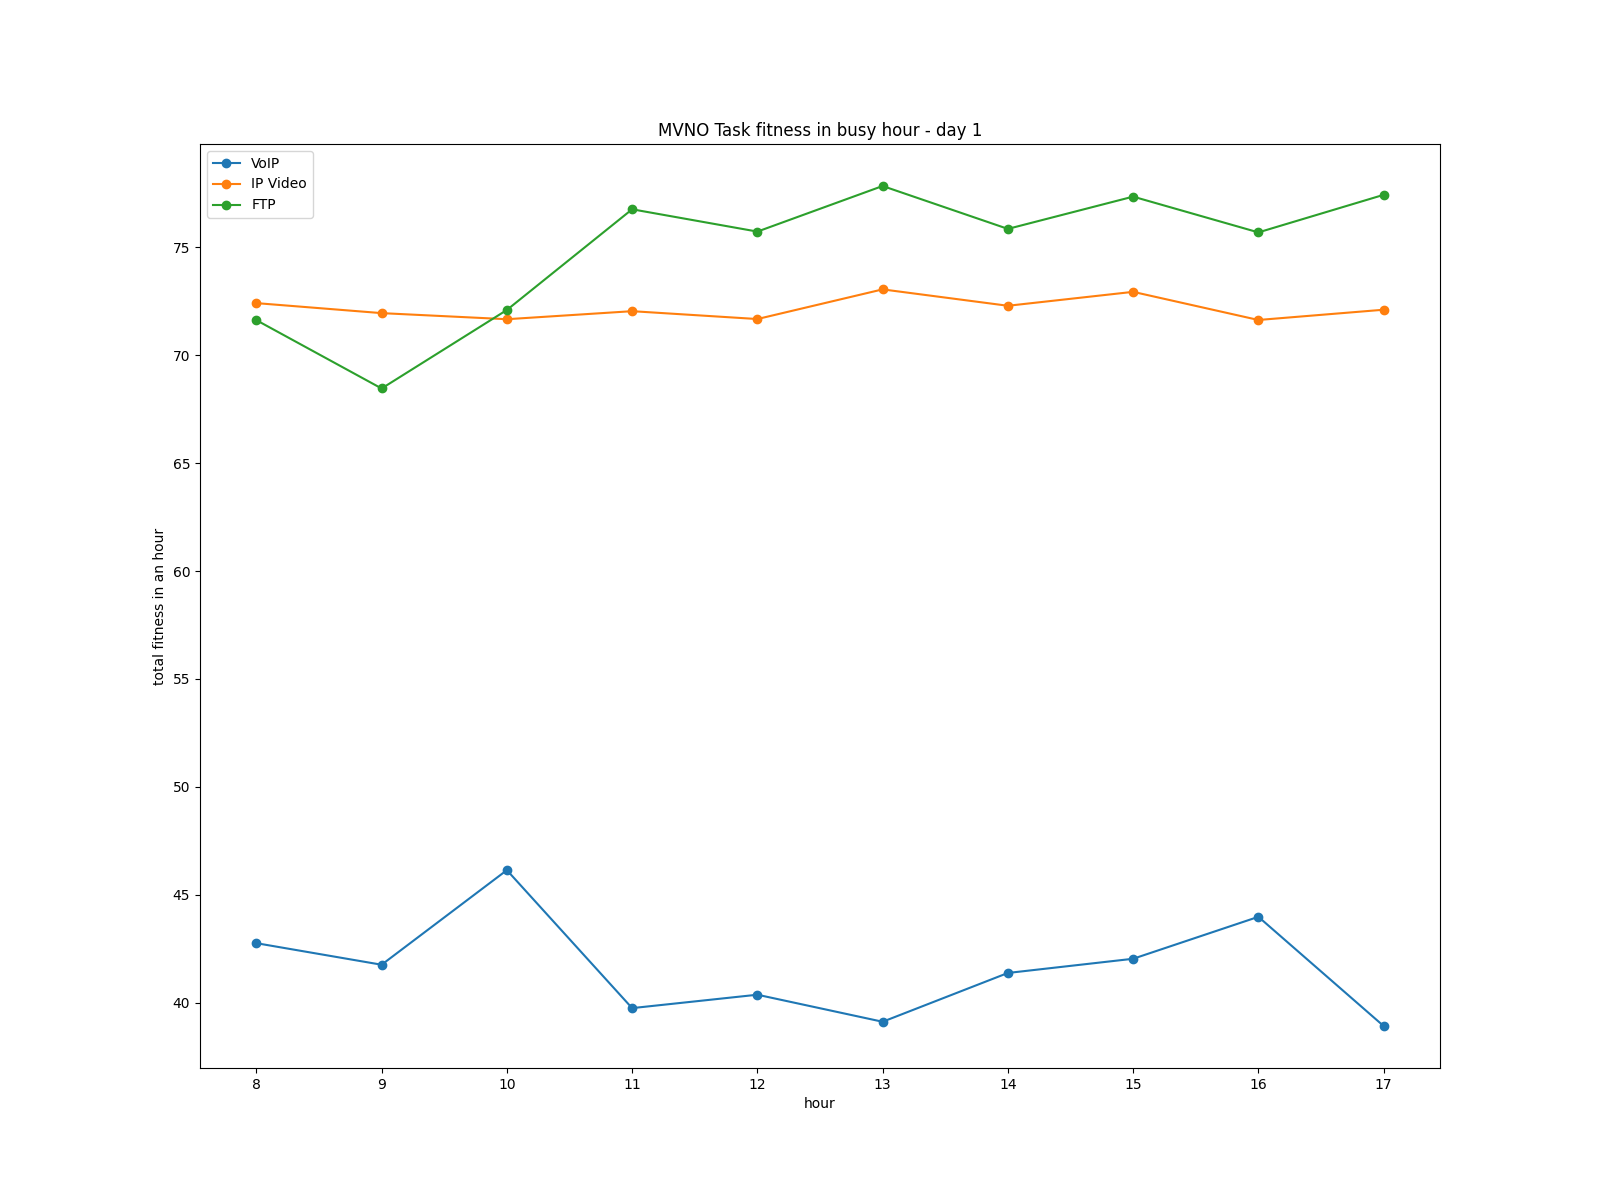 MVNO Task fitness in busy hour - day 1
VoIP
IP Video
FTP
75
70
65
60
55
50
45
40
total fitness in an hour
8 9 10 11 12 13 14 15 16 17
hour